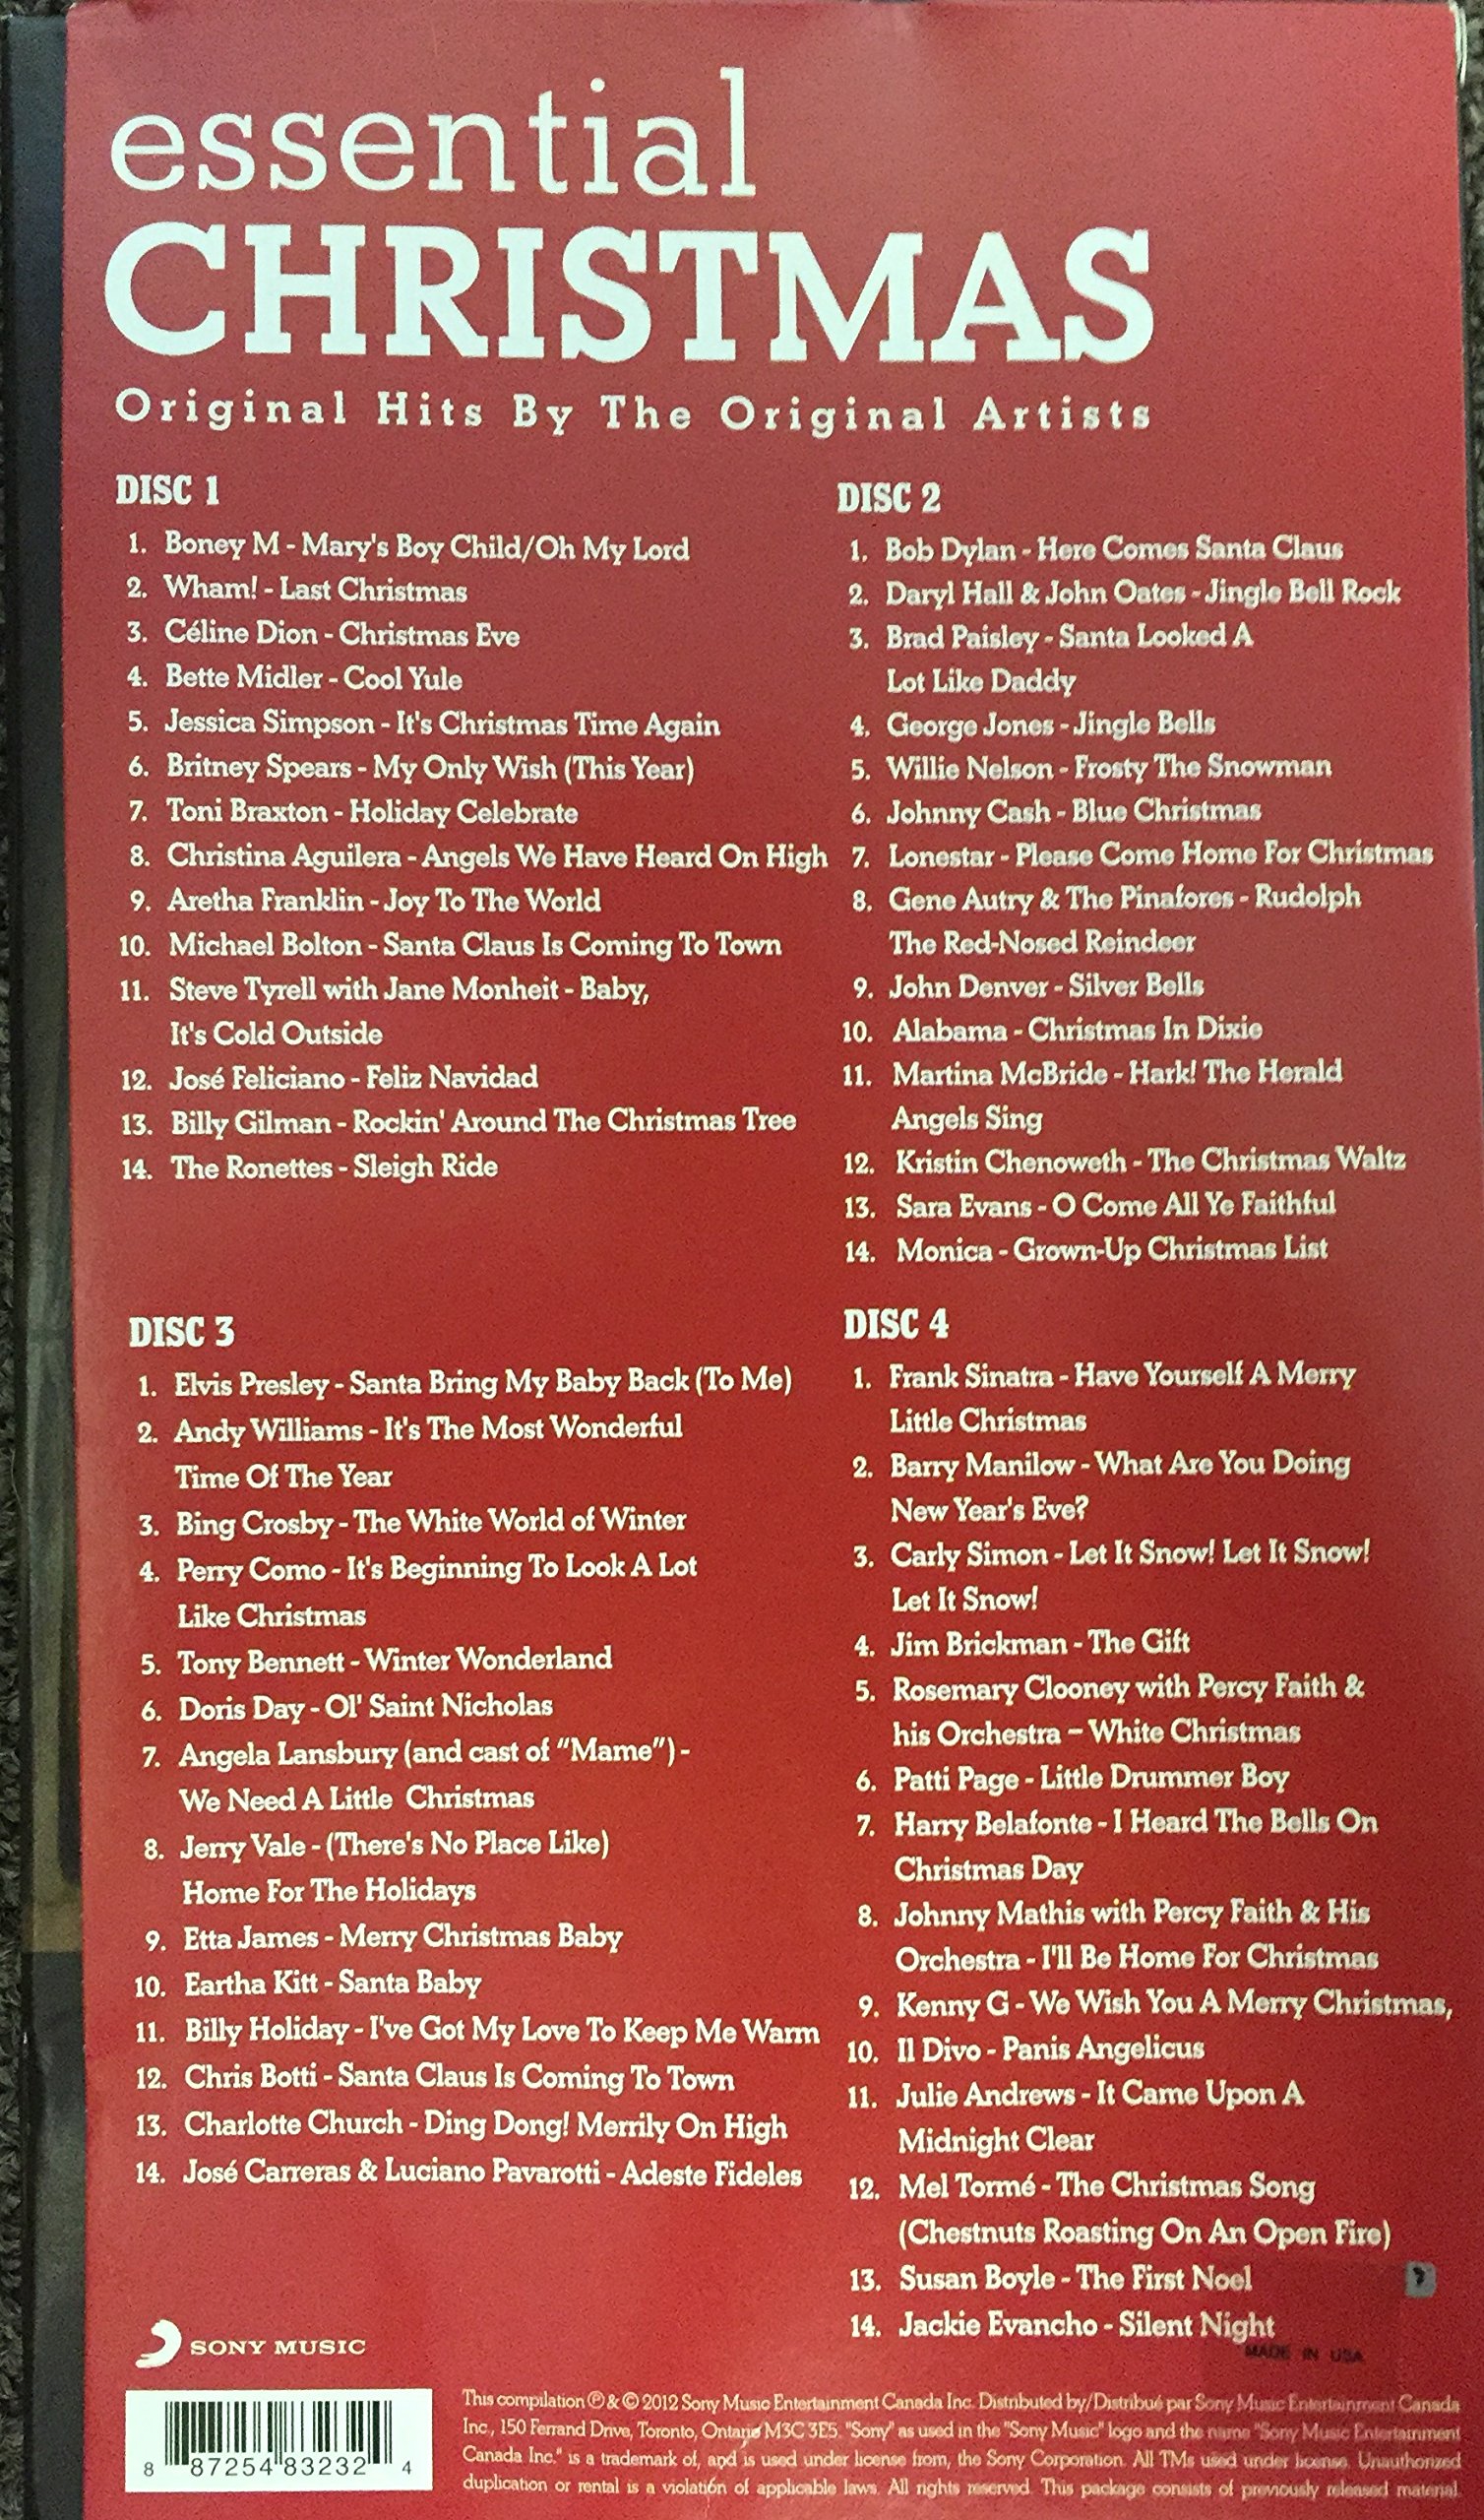 essential
CHRISTMAS
Original Hits By The Original Artists
DISC 1
1. Boney M - Mary's Boy Child/Oh My Lord
2. Wham! - Last Christmas
3. Céline Dion - Christmas Eve
4. Bette Midler - Cool Yule
5. Jessica Simpson - It's Christmas Time Again
6. Britney Spears - My Only Wish (This Year)
7. Toni Braxton - Holiday Celebrate
8. Christina Aguilera - Angels We Have Heard On High
9. Aretha Franklin - Joy To The World
10. Michael Bolton - Santa Claus Is Coming To Town
11. Steve Tyrell with Jane Monheit - Baby,
It's Cold Outside
12. José Feliciano - Feliz Navidad
13. Billy Gilman - Rockin' Around The Christmas Tree
14. The Ronettes - Sleigh Ride
DISC 2
1. Bob Dylan - Here Comes Santa Claus
2. Daryl Hall & John Oates - Jingle Bell Rock
3. Brad Paisley - Santa Looked A
Lot Like Daddy
4. George Jones - Jingle Bells
5. Willie Nelson - Frosty The Snowman
6. Johnny Cash - Blue Christmas
7. Lonestar - Please Come Home For Christmas
8. Gene Autry & The Pinafores - Rudolph
The Red-Nosed Reindeer
9. John Denver - Silver Bells
10. Alabama - Christmas In Dixie
11. Martina McBride - Hark! The Herald
Angels Sing
12. Kristin Chenoweth - The Christmas Waltz
13. Sara Evans - O Come All Ye Faithful
14. Monica - Grown-Up Christmas List
DISC 3
1. Elvis Presley - Santa Bring My Baby Back (To Me)
2. Andy Williams - It's The Most Wonderful
Time Of The Year
3. Bing Crosby - The White World of Winter
4. Perry Como - It's Beginning To Look A Lot
Like Christmas
5. Tony Bennett - Winter Wonderland
6. Doris Day - Ol' Saint Nicholas
7. Angela Lansbury (and cast of “Mame”) -
We Need A Little Christmas
8. Jerry Vale - (There's No Place Like)
Home For The Holidays
9. Etta James - Merry Christmas Baby
10. Eartha Kitt - Santa Baby
11. Billy Holiday - I've Got My Love To Keep Me Warm
12. Chris Botti - Santa Claus Is Coming To Town
13. Charlotte Church - Ding Dong! Merrily On High
14. José Carreras & Luciano Pavarotti - Adeste Fideles
DISC 4
1. Frank Sinatra - Have Yourself A Merry
Little Christmas
2. Barry Manilow - What Are You Doing
New Year's Eve?
3. Carly Simon - Let It Snow! Let It Snow!
Let It Snow!
4. Jim Brickman - The Gift
5. Rosemary Clooney with Percy Faith &
his Orchestra – White Christmas
6. Patti Page - Little Drummer Boy
7. Harry Belafonte - I Heard The Bells On
Christmas Day
8. Johnny Mathis with Percy Faith & His
Orchestra - I'll Be Home For Christmas
9. Kenny G - We Wish You A Merry Christmas,
10. Il Divo - Panis Angelicus
11. Julie Andrews - It Came Upon A
Midnight Clear
12. Mel Tormé - The Christmas Song
(Chestnuts Roasting On An Open Fire)
13. Susan Boyle - The First Noel
14. Jackie Evancho - Silent Night
MADE IN USA
SONY MUSIC
8 87254 83232 4
This compilation ℗ & © 2012 Sony Music Entertainment Canada Inc. Distributed by/Distribué par Sony Music Entertainment Canada
Inc., 150 Ferrand Drive, Toronto, Ontario M3C 3E5. "Sony" as used in the "Sony Music" logo and the name "Sony Music Entertainment
Canada Inc." is a trademark of, and is used under license from, the Sony Corporation. All TMs used under license. Unauthorized
duplication or rental is a violation of applicable laws. All rights reserved. This package consists of previously released material.